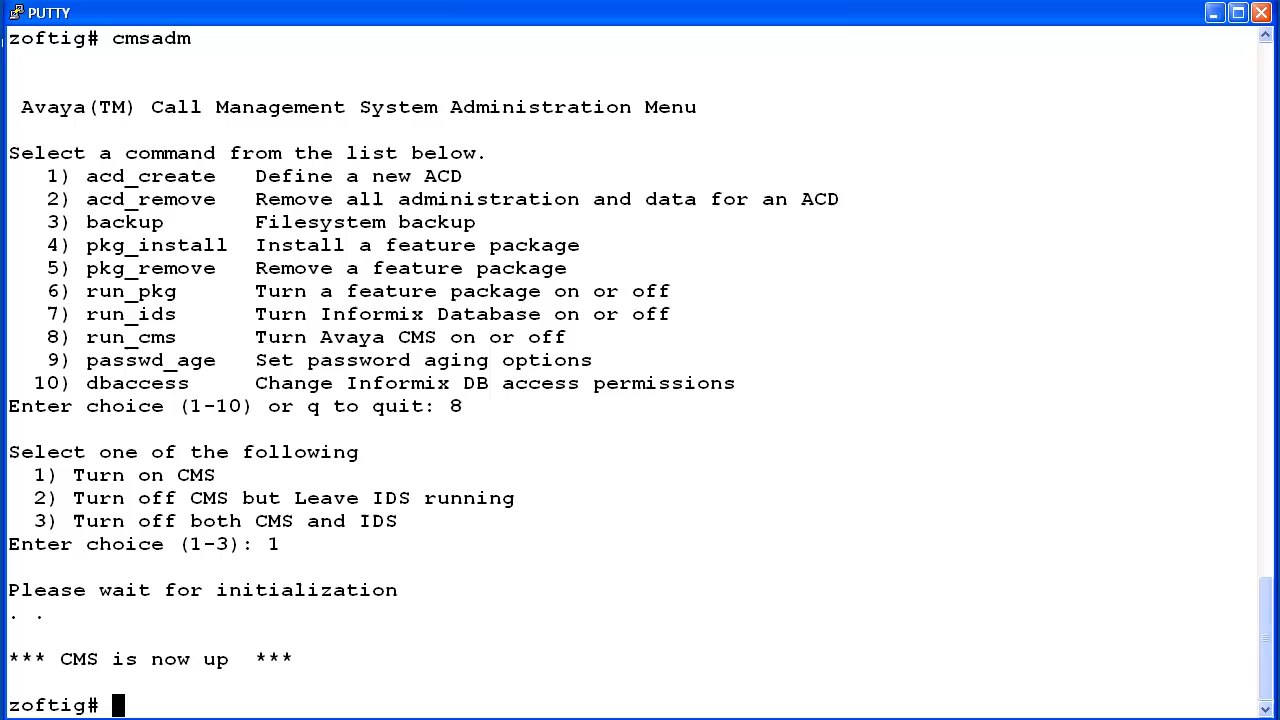 PUTTY
zoftig# cmsadm
Avaya(TM) Call Management System Administration Menu
Select a command from the list below.
1) acd_create Define a new ACD
2) acd_remove Remove all administration and data for an ACD
3) backup Filesystem backup
4) pkg_install Install a feature package
5) pkg_remove Remove a feature package
6) run_pkg Turn a feature package on or off
7) run_ids Turn Informix Database on or off
8) run_cms Turn Avaya CMS on or off
9) passwd_age Set password aging options
10) dbaccess Change Informix DB access permissions
Enter choice (1-10) or q to quit: 8
Select one of the following
1) Turn on CMS
2) Turn off CMS but Leave IDS running
3) Turn off both CMS and IDS
Enter choice (1-3): 1
Please wait for initialization
. .
*** CMS is now up ***
zoftig#